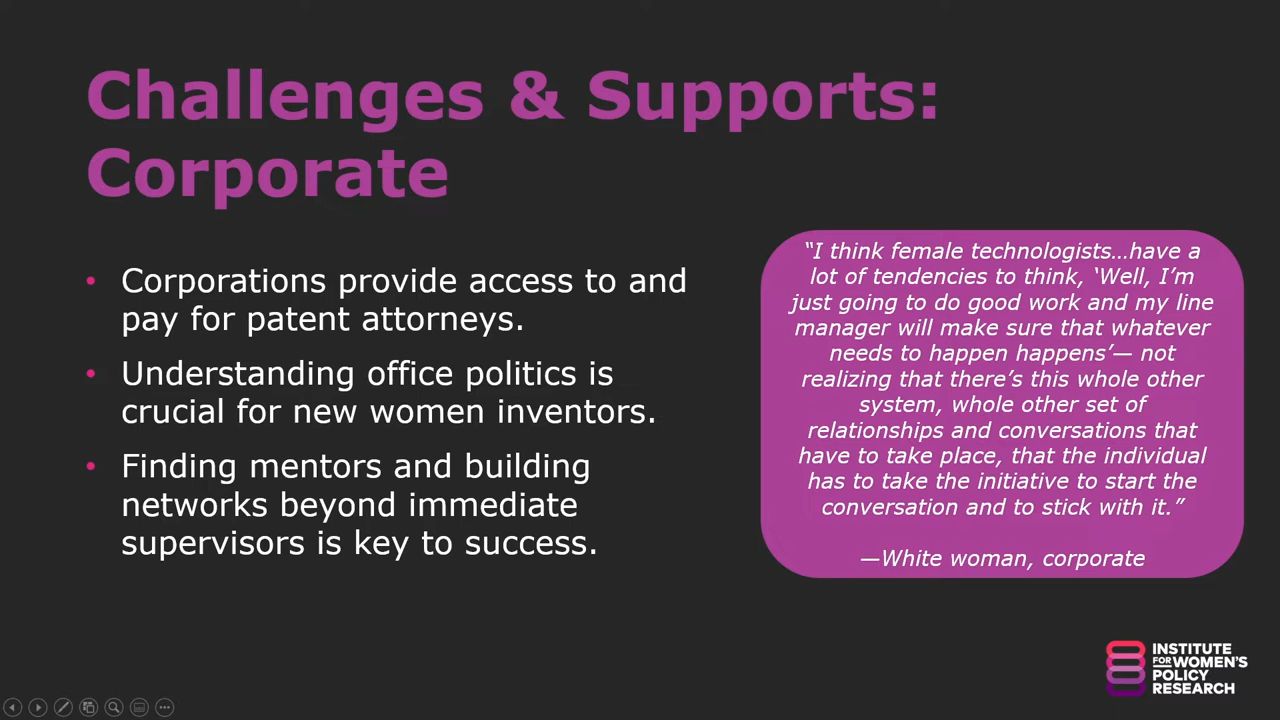 Challenges & Supports:
Corporate
• Corporations provide access to and
pay for patent attorneys.
• Understanding office politics is
crucial for new women inventors.
• Finding mentors and building
networks beyond immediate
supervisors is key to success.
“I think female technologists…have a
lot of tendencies to think, ‘Well, I’m
just going to do good work and my line
manager will make sure that whatever
needs to happen happens’— not
realizing that there’s this whole other
system, whole other set of
relationships and conversations that
have to take place, that the individual
has to take the initiative to start the
conversation and to stick with it.”
—White woman, corporate
INSTITUTE
FOR WOMEN’S
POLICY
RESEARCH